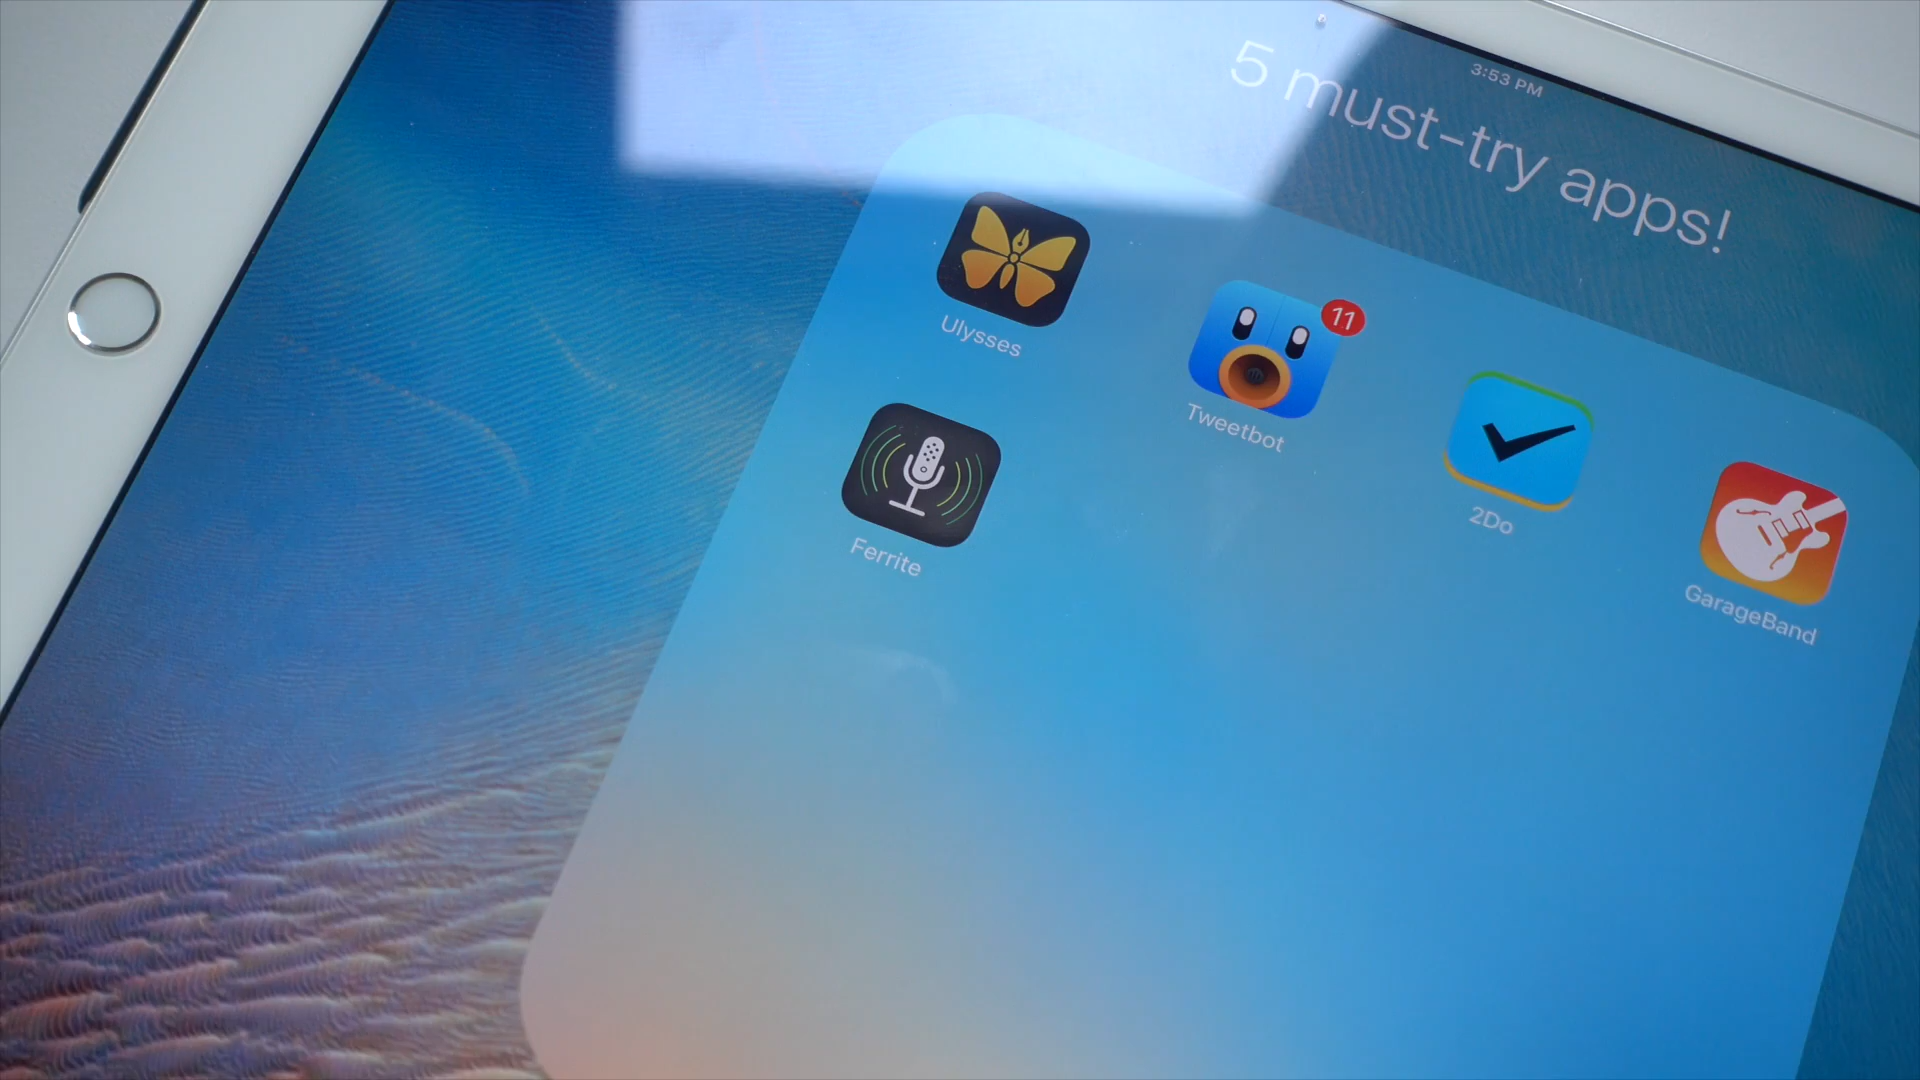 3:53 PM
5 must-try apps!
Ulysses
Tweetbot
11
2Do
GarageBand
Ferrite